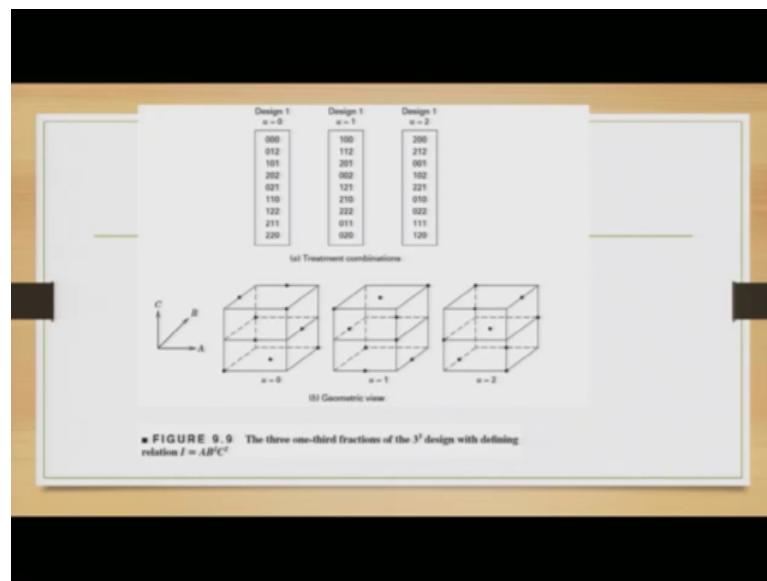 Design 1 Design 1 Design 1
u = 0 u = 1 u = 2
000 100 200
012 112 212
101 201 001
202 002 102
021 121 221
110 210 010
122 222 022
211 011 111
220 020 120
(a) Treatment combinations
C
B
A
u = 0 u = 1 u = 2
(b) Geometric view
■ FIGURE 9.9 The three one-third fractions of the 3³ design with defining
relation I = AB²C²